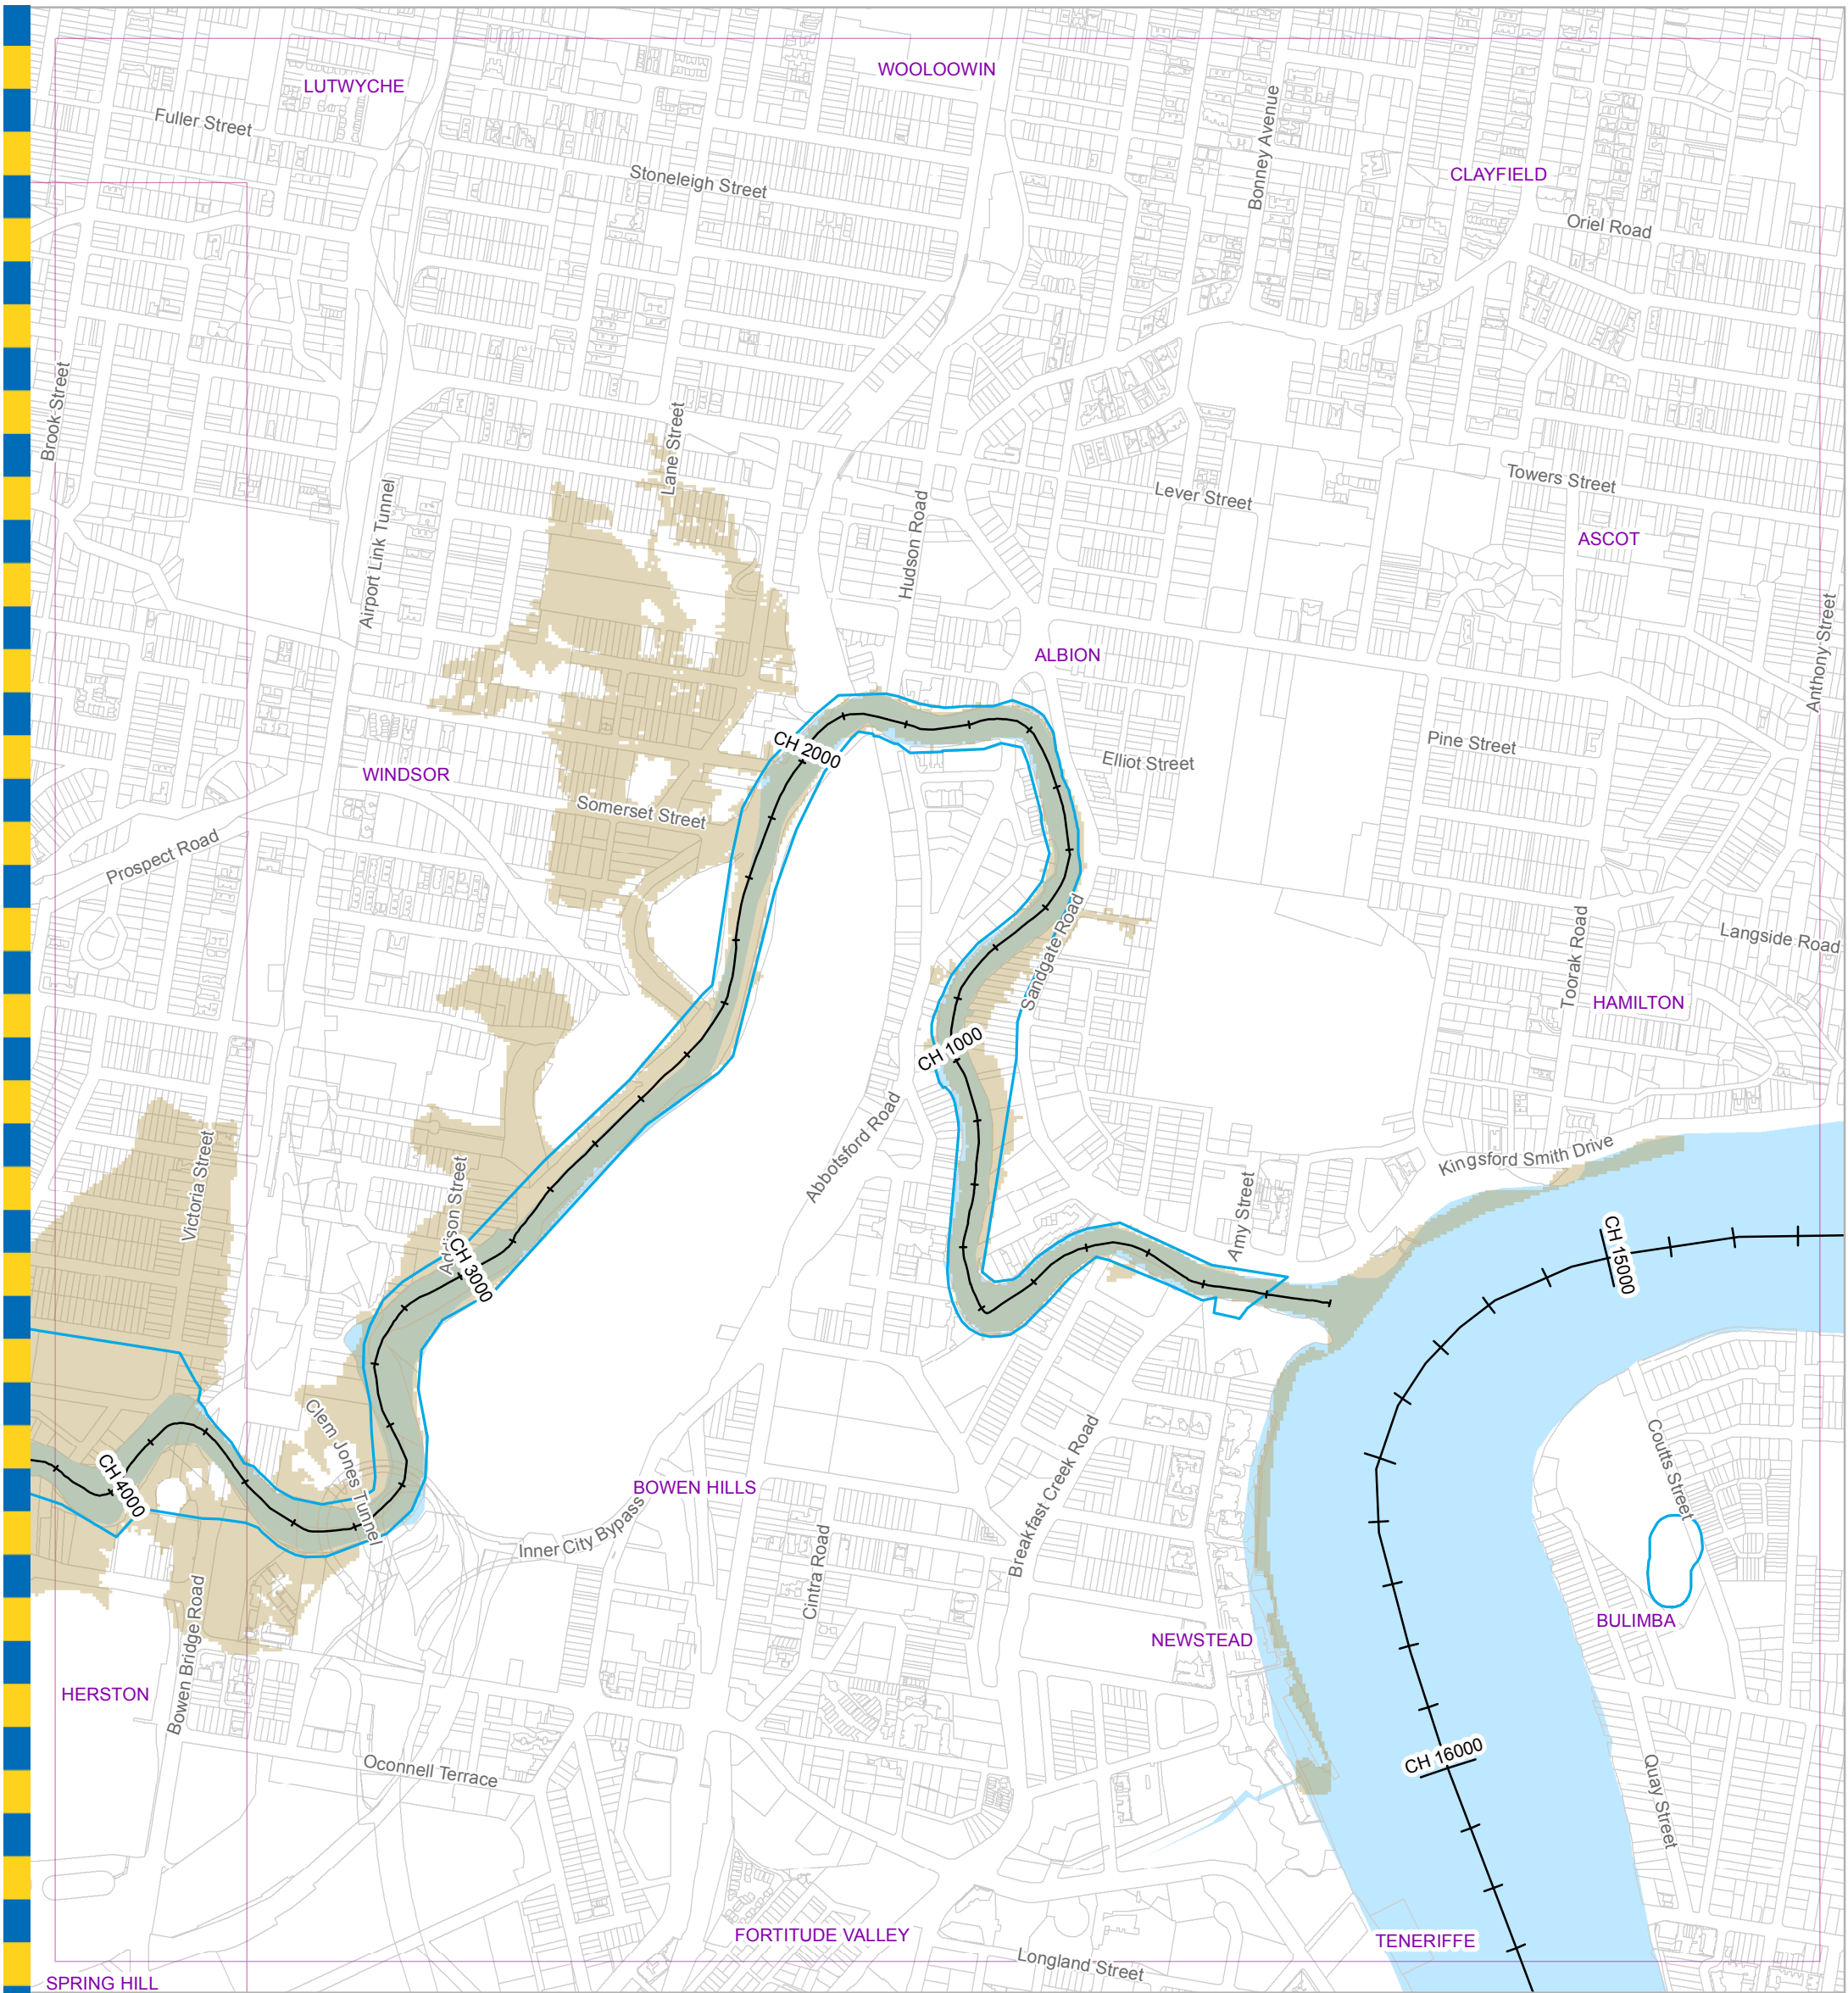 WOOLOOWIN
LUTWYCHE
Fuller Street
Bonney Avenue
CLAYFIELD
Stoneleigh Street
Oriel Road
Brook Street
Lane Street
Towers Street
Lever Street
Airport Link Tunnel
Hudson Road
ASCOT
Anthony Street
ALBION
CH 2000
Pine Street
Elliot Street
WINDSOR
Somerset Street
Prospect Road
Sandgate Road
Toorak Road
Langside Road
HAMILTON
CH 1000
Abbotsford Road
Kingsford Smith Drive
Victoria Street
Addison Street
Amy Street
CH 3000
CH 15000
Clem Jones Tunnel
Coutts Street
CH 4000
BOWEN HILLS
Breakfast Creek Road
Inner City Bypass
Cintra Road
BULIMBA
NEWSTEAD
Bowen Bridge Road
HERSTON
CH 16000
Oconnell Terrace
Quay Street
FORTITUDE VALLEY
TENERIFFE
Longland Street
SPRING HILL